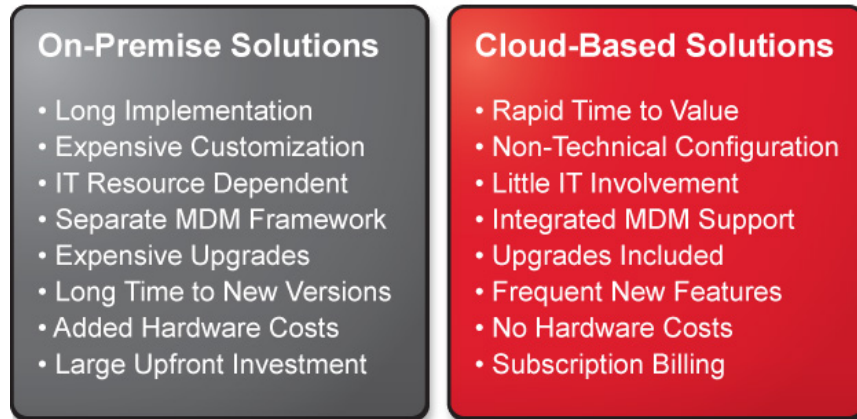 On-Premise Solutions
• Long Implementation
• Expensive Customization
• IT Resource Dependent
• Separate MDM Framework
• Expensive Upgrades
• Long Time to New Versions
• Added Hardware Costs
• Large Upfront Investment
Cloud-Based Solutions
• Rapid Time to Value
• Non-Technical Configuration
• Little IT Involvement
• Integrated MDM Support
• Upgrades Included
• Frequent New Features
• No Hardware Costs
• Subscription Billing